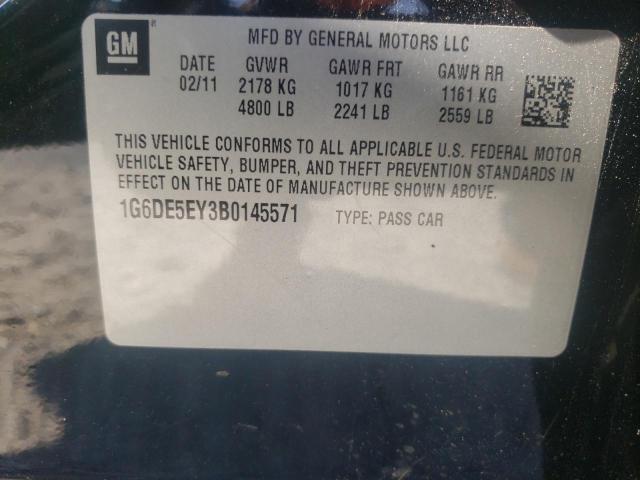 GM
MFD BY GENERAL MOTORS LLC
DATE GVWR GAWR FRT GAWR RR
02/11 2178 KG 1017 KG 1161 KG
4800 LB 2241 LB 2559 LB
THIS VEHICLE CONFORMS TO ALL APPLICABLE U.S. FEDERAL MOTOR
VEHICLE SAFETY, BUMPER, AND THEFT PREVENTION STANDARDS IN
EFFECT ON THE DATE OF MANUFACTURE SHOWN ABOVE.
1G6DE5EY3B0145571 TYPE: PASS CAR